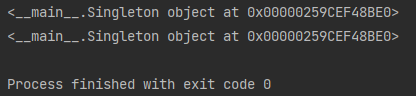 <__main__.Singleton object at 0x00000259CEF48BE0>
<__main__.Singleton object at 0x00000259CEF48BE0>
Process finished with exit code 0